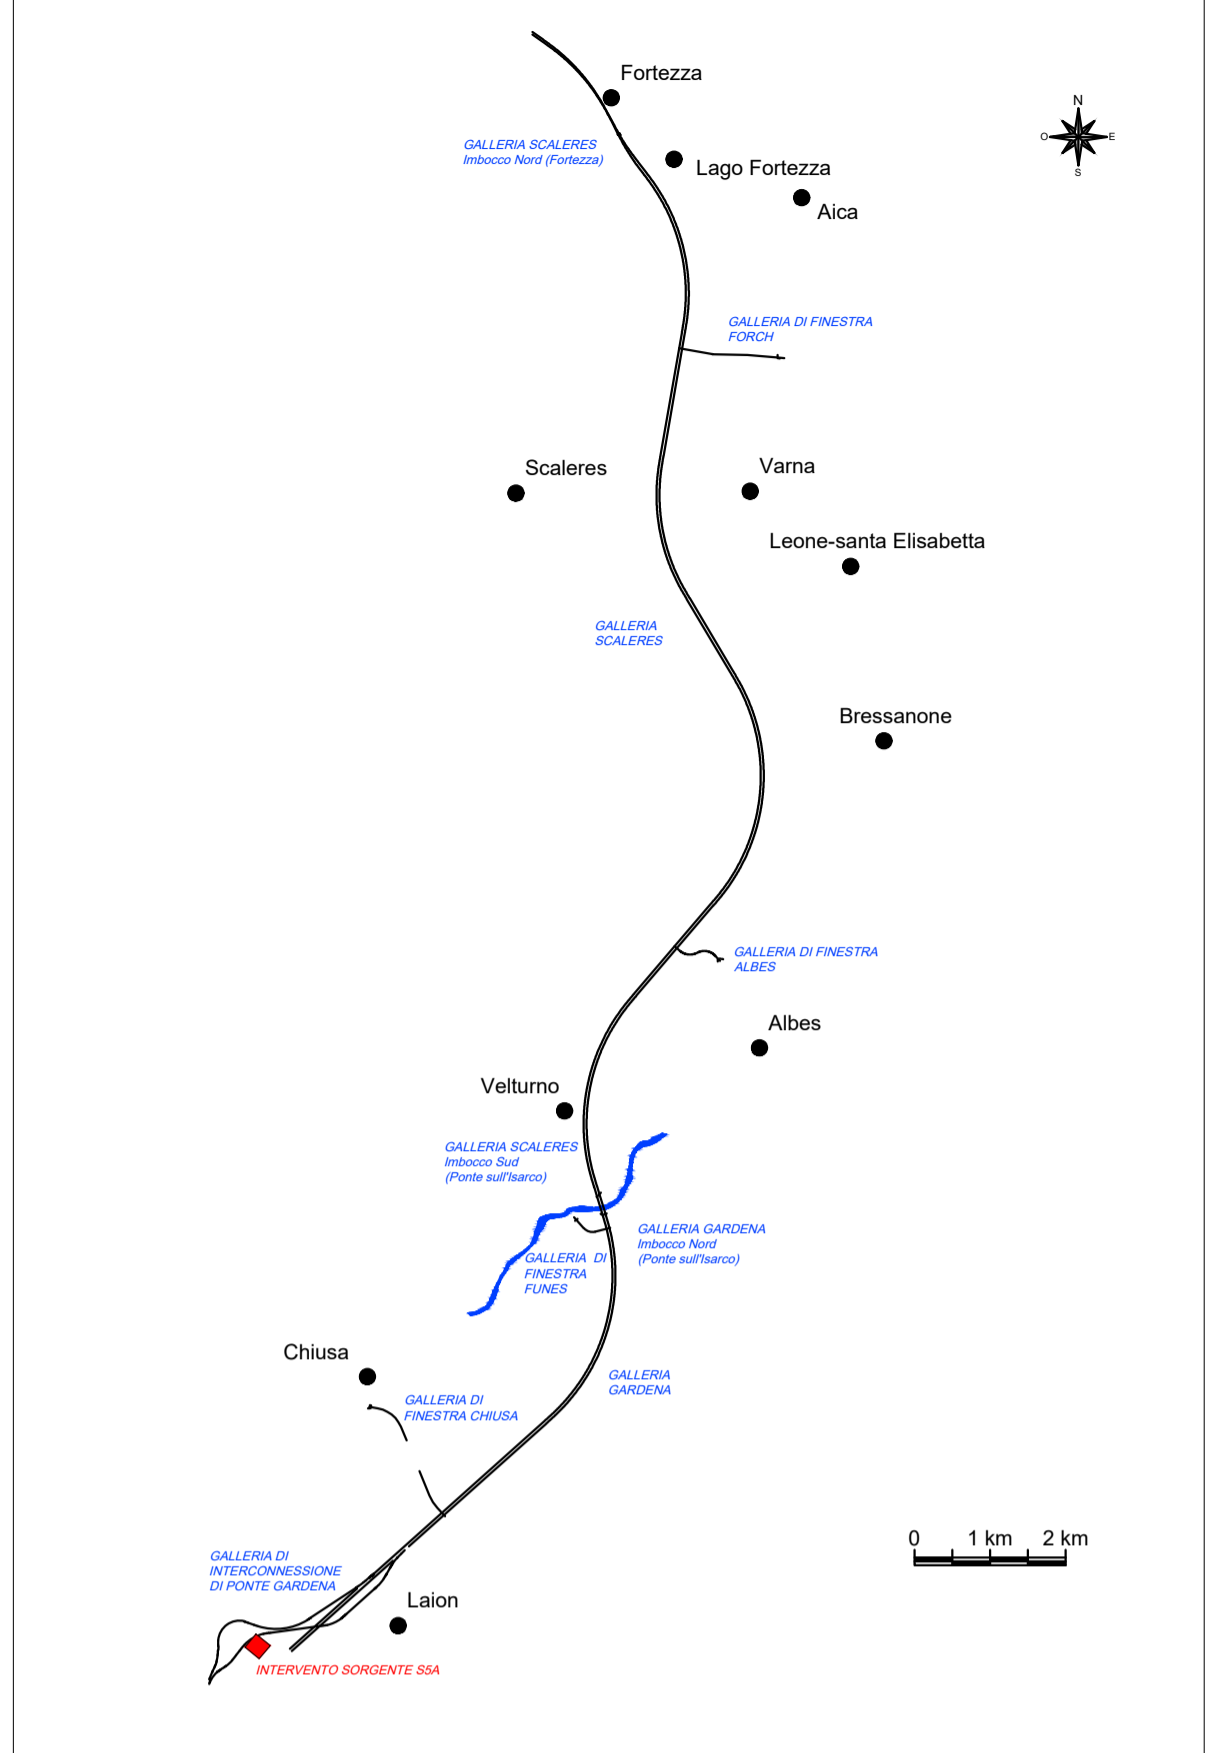 Fortezza
N
O
E
S
GALLERIA SCALERES
Imbocco Nord (Fortezza)
Lago Fortezza
Aica
GALLERIA DI FINESTRA
FORCH
Scaleres
Varna
Leone-santa Elisabetta
GALLERIA
SCALERES
Bressanone
GALLERIA DI FINESTRA
ALBES
Albes
Velturno
GALLERIA SCALERES
Imbocco Sud
(Ponte sull'Isarco)
GALLERIA GARDENA
Imbocco Nord
(Ponte sull'Isarco)
GALLERIA DI
FINESTRA
FUNES
Chiusa
GALLERIA
GARDENA
GALLERIA DI
FINESTRA CHIUSA
0 1 km 2 km
GALLERIA DI
INTERCONNESSIONE
DI PONTE GARDENA
Laion
INTERVENTO SORGENTE S5A